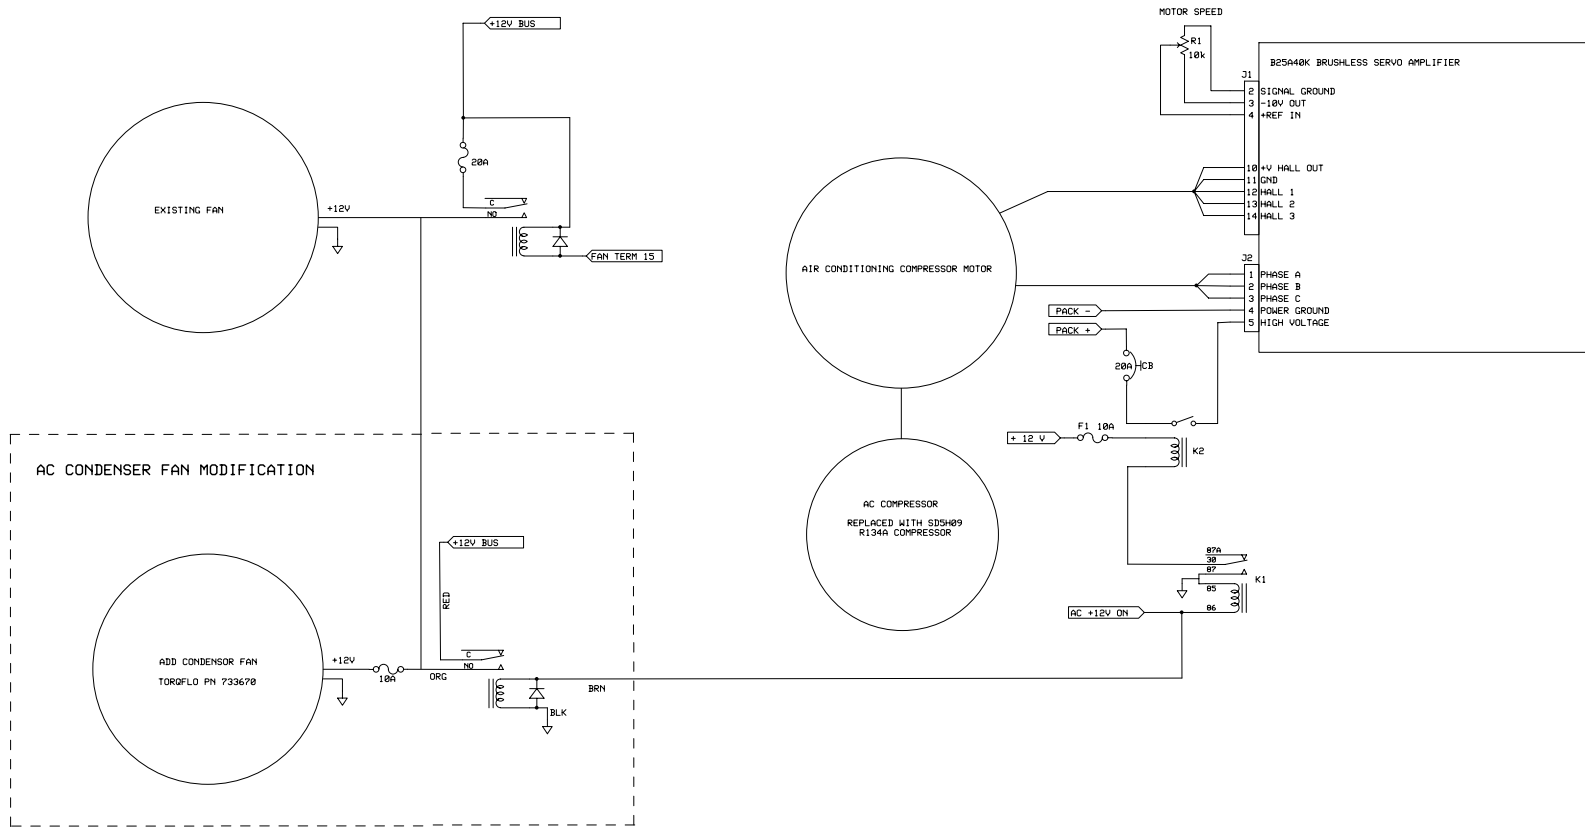 MOTOR SPEED
+12V BUS
R1
10k
B25A40K BRUSHLESS SERVO AMPLIFIER
J1
2 SIGNAL GROUND
3 -10V OUT
4 +REF IN
20A
10 +V HALL OUT
11 GND
12 HALL 1
13 HALL 2
14 HALL 3
EXISTING FAN
+12V
C
NO
FAN TERM 15
AIR CONDITIONING COMPRESSOR MOTOR
J2
1 PHASE A
2 PHASE B
3 PHASE C
4 POWER GROUND
5 HIGH VOLTAGE
PACK -
PACK +
20A
CB
F1 10A
+ 12 V
K2
AC CONDENSER FAN MODIFICATION
AC COMPRESSOR
REPLACED WITH SD5H09
R134A COMPRESSOR
+12V BUS
RED
87A
30
87
K1
85
86
AC +12V ON
ADD CONDENSOR FAN
TORQFLO PN 733670
+12V
10A
ORG
C
NO
BRN
BLK